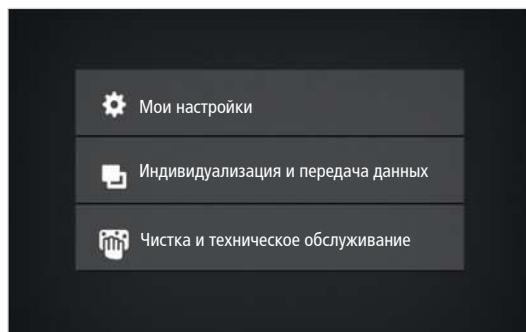 Мои настройки
Индивидуализация и передача данных
Чистка и техническое обслуживание